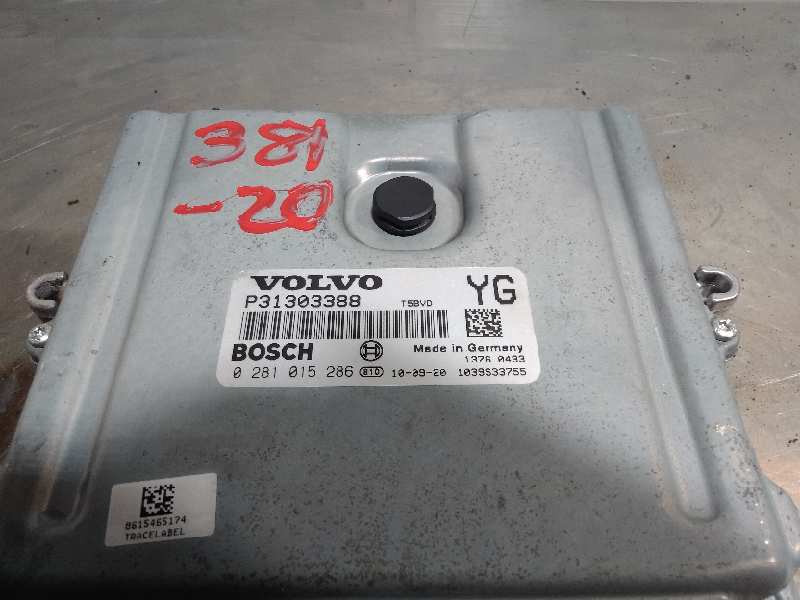 381
-20
VOLVO
P31303388 T5BVD YG
BOSCH Made in Germany
1376 0433
0 281 015 286 810 10-09-20 1039S33755
8615465174
TRACELABEL